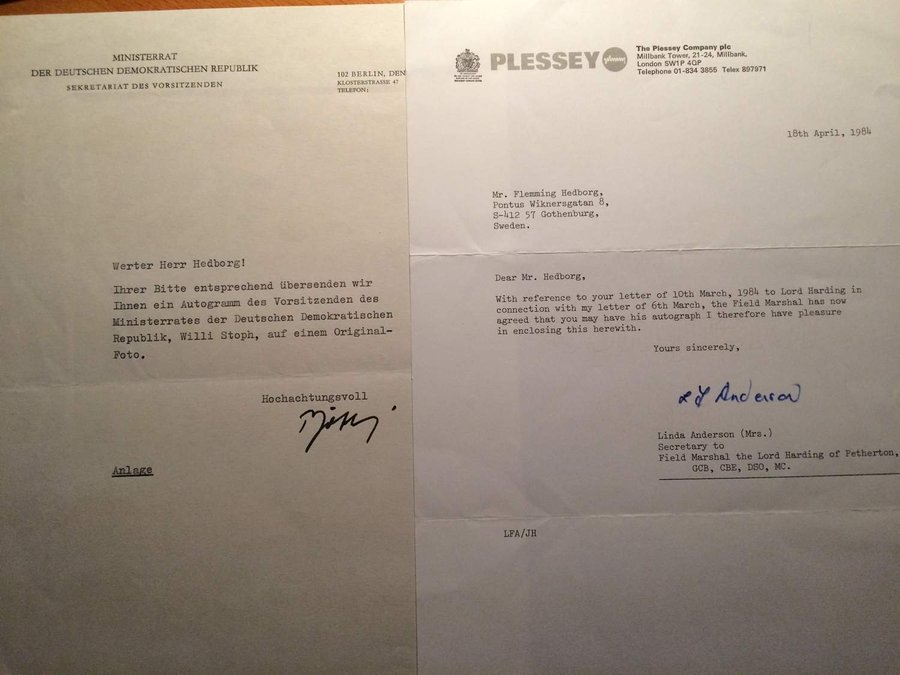 MINISTERRAT
DER DEUTSCHEN DEMOKRATISCHEN REPUBLIK
SEKRETARIAT DES VORSITZENDEN
102 BERLIN, DEN
KLOSTERSTRASSE 47
TELEFON:
Werter Herr Hedborg!
Ihrer Bitte entsprechend übersenden wir
Ihnen ein Autogramm des Vorsitzenden des
Ministerrates der Deutschen Demokratischen
Republik, Willi Stoph, auf einem Original-
Foto.
Hochachtungsvoll
Anlage
PLESSEY
The Plessey Company plc
Millbank Tower, 21-24, Millbank,
London SW1P 4QP
Telephone 01-834 3855 Telex 897971
18th April, 1984
Mr. Flemming Hedborg,
Pontus Wiknersgatan 8,
S-412 57 Gothenburg,
Sweden.
Dear Mr. Hedborg,
With reference to your letter of 10th March, 1984 to Lord Harding in
connection with my letter of 6th March, the Field Marshal has now
agreed that you may have his autograph I therefore have pleasure
in enclosing this herewith.
Yours sincerely,
Anderson
Linda Anderson (Mrs.)
Secretary to
Field Marshal the Lord Harding of Petherton,
GCB, CBE, DSO, MC.
LFA/JH